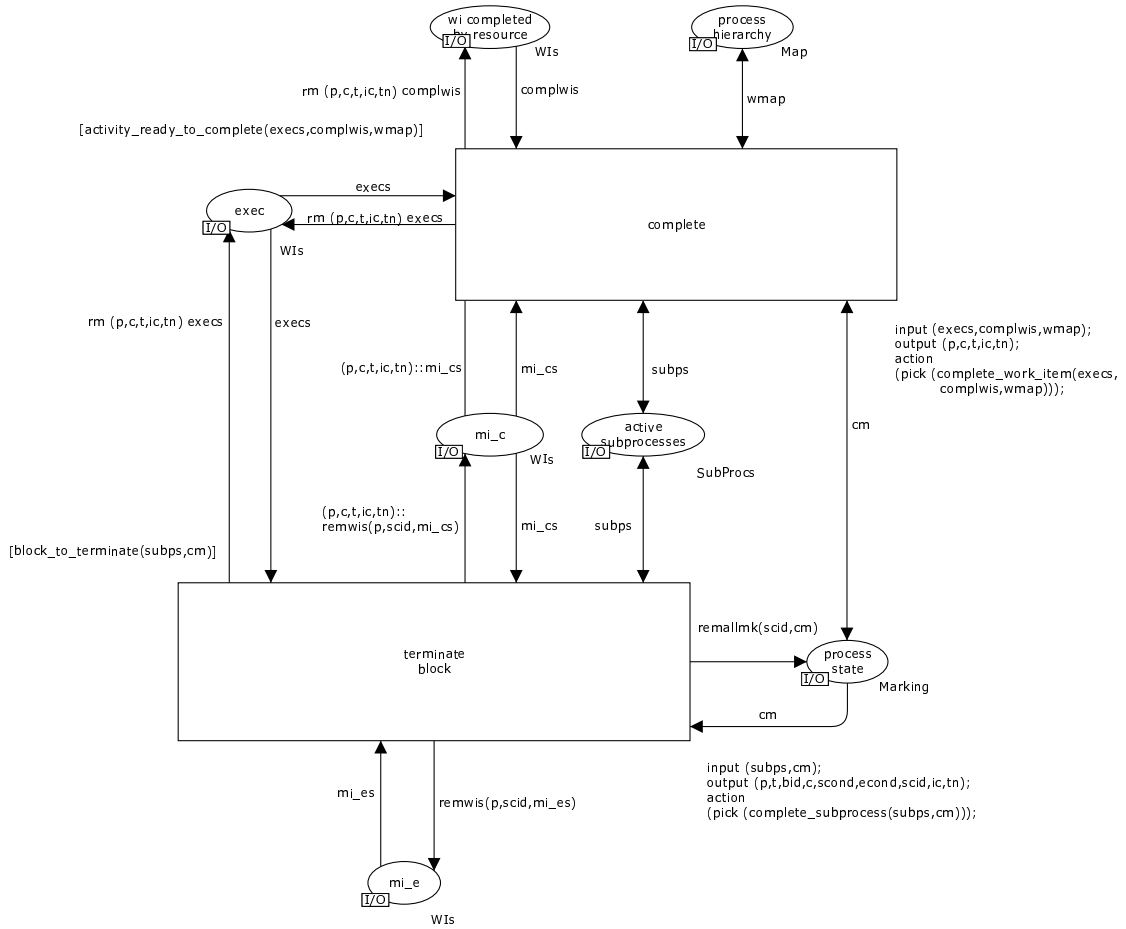 wi completed
by resource
I/O
WIs
process
hierarchy
I/O
Map
rm (p,c,t,ic,tn) complwis
complwis
wmap
[activity_ready_to_complete(execs,complwis,wmap)]
execs
exec
I/O
WIs
rm (p,c,t,ic,tn) execs
complete
rm (p,c,t,ic,tn) execs
execs
input (execs,complwis,wmap);
output (p,c,t,ic,tn);
action
(pick (complete_work_item(execs,
complwis,wmap)));
(p,c,t,ic,tn)::mi_cs
mi_cs
subps
cm
mi_c
I/O
WIs
active
subprocesses
I/O
SubProcs
(p,c,t,ic,tn)::
remwis(p,scid,mi_cs)
mi_cs
subps
[block_to_terminate(subps,cm)]
terminate
block
remallmk(scid,cm)
process
state
I/O
Marking
cm
input (subps,cm);
output (p,t,bid,c,scond,econd,scid,ic,tn);
action
(pick (complete_subprocess(subps,cm)));
mi_es
remwis(p,scid,mi_es)
mi_e
I/O
WIs